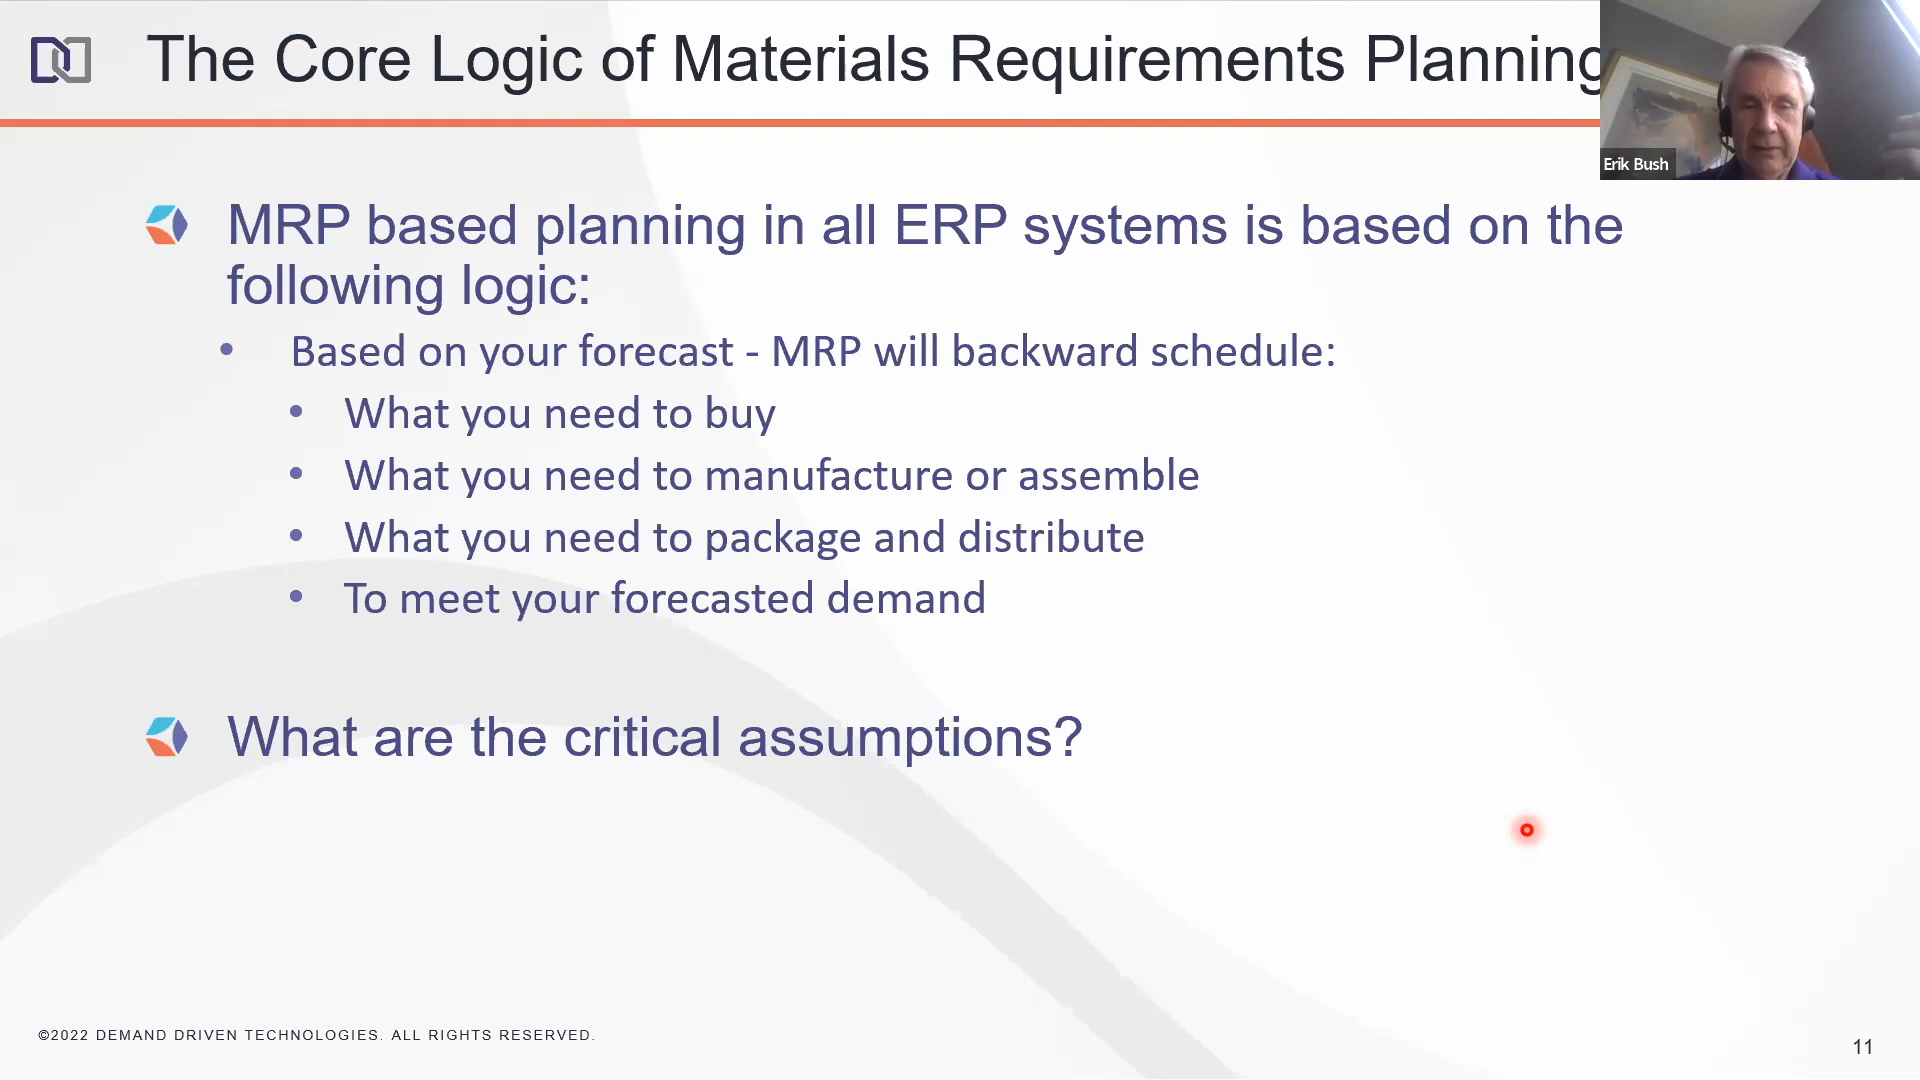 The Core Logic of Materials Requirements Planning
Erik Bush
MRP based planning in all ERP systems is based on the
following logic:
Based on your forecast - MRP will backward schedule:
What you need to buy
What you need to manufacture or assemble
What you need to package and distribute
To meet your forecasted demand
What are the critical assumptions?
©2022 DEMAND DRIVEN TECHNOLOGIES. ALL RIGHTS RESERVED.
11